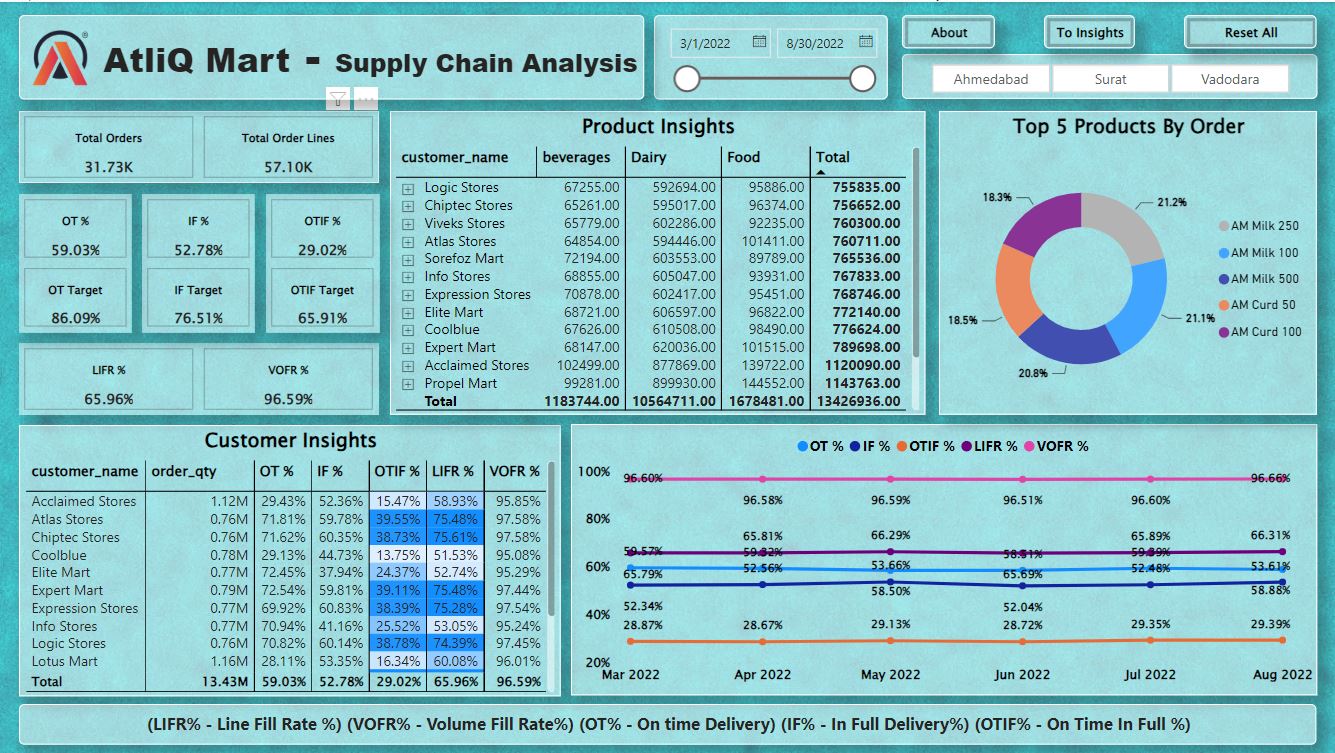 AtliQ Mart - Supply Chain Analysis
3/1/2022 8/30/2022
About To Insights Reset All
Ahmedabad Surat Vadodara
Total Orders Total Order Lines
31.73K 57.10K
OT % IF % OTIF %
59.03% 52.78% 29.02%
OT Target IF Target OTIF Target
86.09% 76.51% 65.91%
LIFR % VOFR %
65.96% 96.59%
Product Insights
customer_name beverages Dairy Food Total
Logic Stores 67255.00 592694.00 95886.00 755835.00
Chiptec Stores 65261.00 595017.00 96374.00 756652.00
Viveks Stores 65779.00 602286.00 92235.00 760300.00
Atlas Stores 64854.00 594446.00 101411.00 760711.00
Sorefoz Mart 72194.00 603553.00 89789.00 765536.00
Info Stores 68855.00 605047.00 93931.00 767833.00
Expression Stores 70878.00 602417.00 95451.00 768746.00
Elite Mart 68721.00 606597.00 96822.00 772140.00
Coolblue 67626.00 610508.00 98490.00 776624.00
Expert Mart 68147.00 620036.00 101515.00 789698.00
Acclaimed Stores 102499.00 877869.00 139722.00 1120090.00
Propel Mart 99281.00 899930.00 144552.00 1143763.00
Total 1183744.00 10564711.00 1678481.00 13426936.00
Top 5 Products By Order
18.3% 21.2%
18.5% 21.1%
20.8%
AM Milk 250
AM Milk 100
AM Milk 500
AM Curd 50
AM Curd 100
Customer Insights
customer_name order_qty OT % IF % OTIF % LIFR % VOFR %
Acclaimed Stores 1.12M 29.43% 52.36% 15.47% 58.93% 95.85%
Atlas Stores 0.76M 71.81% 59.78% 39.55% 75.48% 97.58%
Chiptec Stores 0.76M 71.62% 60.35% 38.73% 75.61% 97.58%
Coolblue 0.78M 29.13% 44.73% 13.75% 51.53% 95.08%
Elite Mart 0.77M 72.45% 37.94% 24.37% 52.74% 95.29%
Expert Mart 0.79M 72.54% 59.81% 39.11% 75.48% 97.44%
Expression Stores 0.77M 69.92% 60.83% 38.39% 75.28% 97.54%
Info Stores 0.77M 70.94% 41.16% 25.52% 53.05% 95.24%
Logic Stores 0.76M 70.82% 60.14% 38.78% 74.39% 97.45%
Lotus Mart 1.16M 28.11% 53.35% 16.34% 60.08% 96.01%
Total 13.43M 59.03% 52.78% 29.02% 65.96% 96.59%
OT % IF % OTIF % LIFR % VOFR %
100%
96.60% 96.66%
96.58% 96.59% 96.51% 96.60%
80%
65.81% 66.29% 65.89% 66.31%
59.57% 59.32% 58.51% 59.39%
60% 52.56% 53.66% 52.48% 53.61%
65.79% 65.69%
58.50% 58.88%
52.34% 52.04%
40%
28.87% 28.67% 29.13% 28.72% 29.35% 29.39%
20%
Mar 2022 Apr 2022 May 2022 Jun 2022 Jul 2022 Aug 2022
(LIFR% - Line Fill Rate %) (VOFR% - Volume Fill Rate%) (OT% - On time Delivery) (IF% - In Full Delivery%) (OTIF% - On Time In Full %)